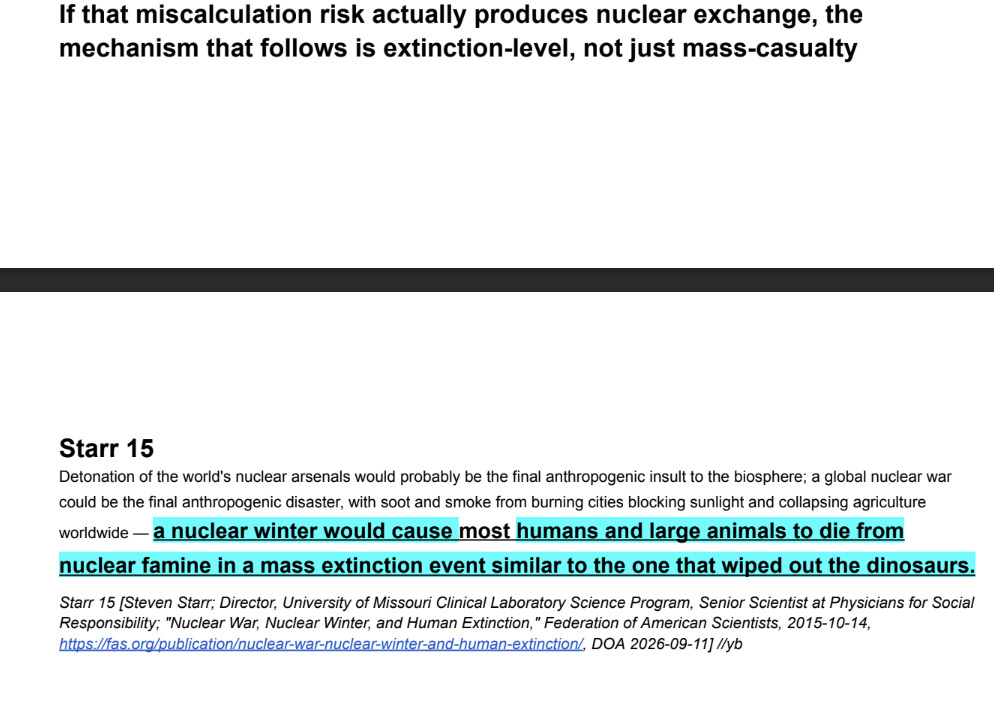 If that miscalculation risk actually produces nuclear exchange, the
mechanism that follows is extinction-level, not just mass-casualty
Starr 15
Detonation of the world's nuclear arsenals would probably be the final anthropogenic insult to the biosphere; a global nuclear war
could be the final anthropogenic disaster, with soot and smoke from burning cities blocking sunlight and collapsing agriculture
worldwide — a nuclear winter would cause most humans and large animals to die from
nuclear famine in a mass extinction event similar to the one that wiped out the dinosaurs.
Starr 15 [Steven Starr; Director, University of Missouri Clinical Laboratory Science Program, Senior Scientist at Physicians for Social
Responsibility; "Nuclear War, Nuclear Winter, and Human Extinction," Federation of American Scientists, 2015-10-14,
https://fas.org/publication/nuclear-war-nuclear-winter-and-human-extinction/, DOA 2026-09-11] //yb